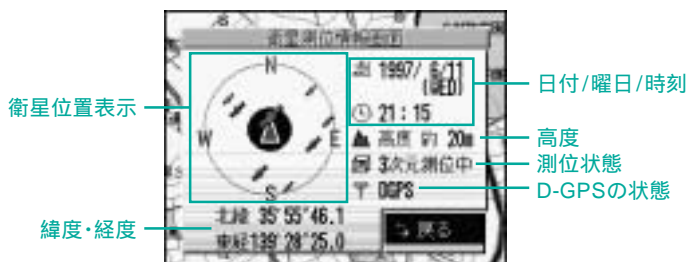 衛星測位情報画面
N
W
E
S
1997/ 6/11
(WED)
21:15
高度 約 20m
3次元測位中
DGPS
北緯 35°55'46.1
東経139°28'25.0
戻る
衛星位置表示
緯度・経度
日付/曜日/時刻
高度
測位状態
D-GPSの状態